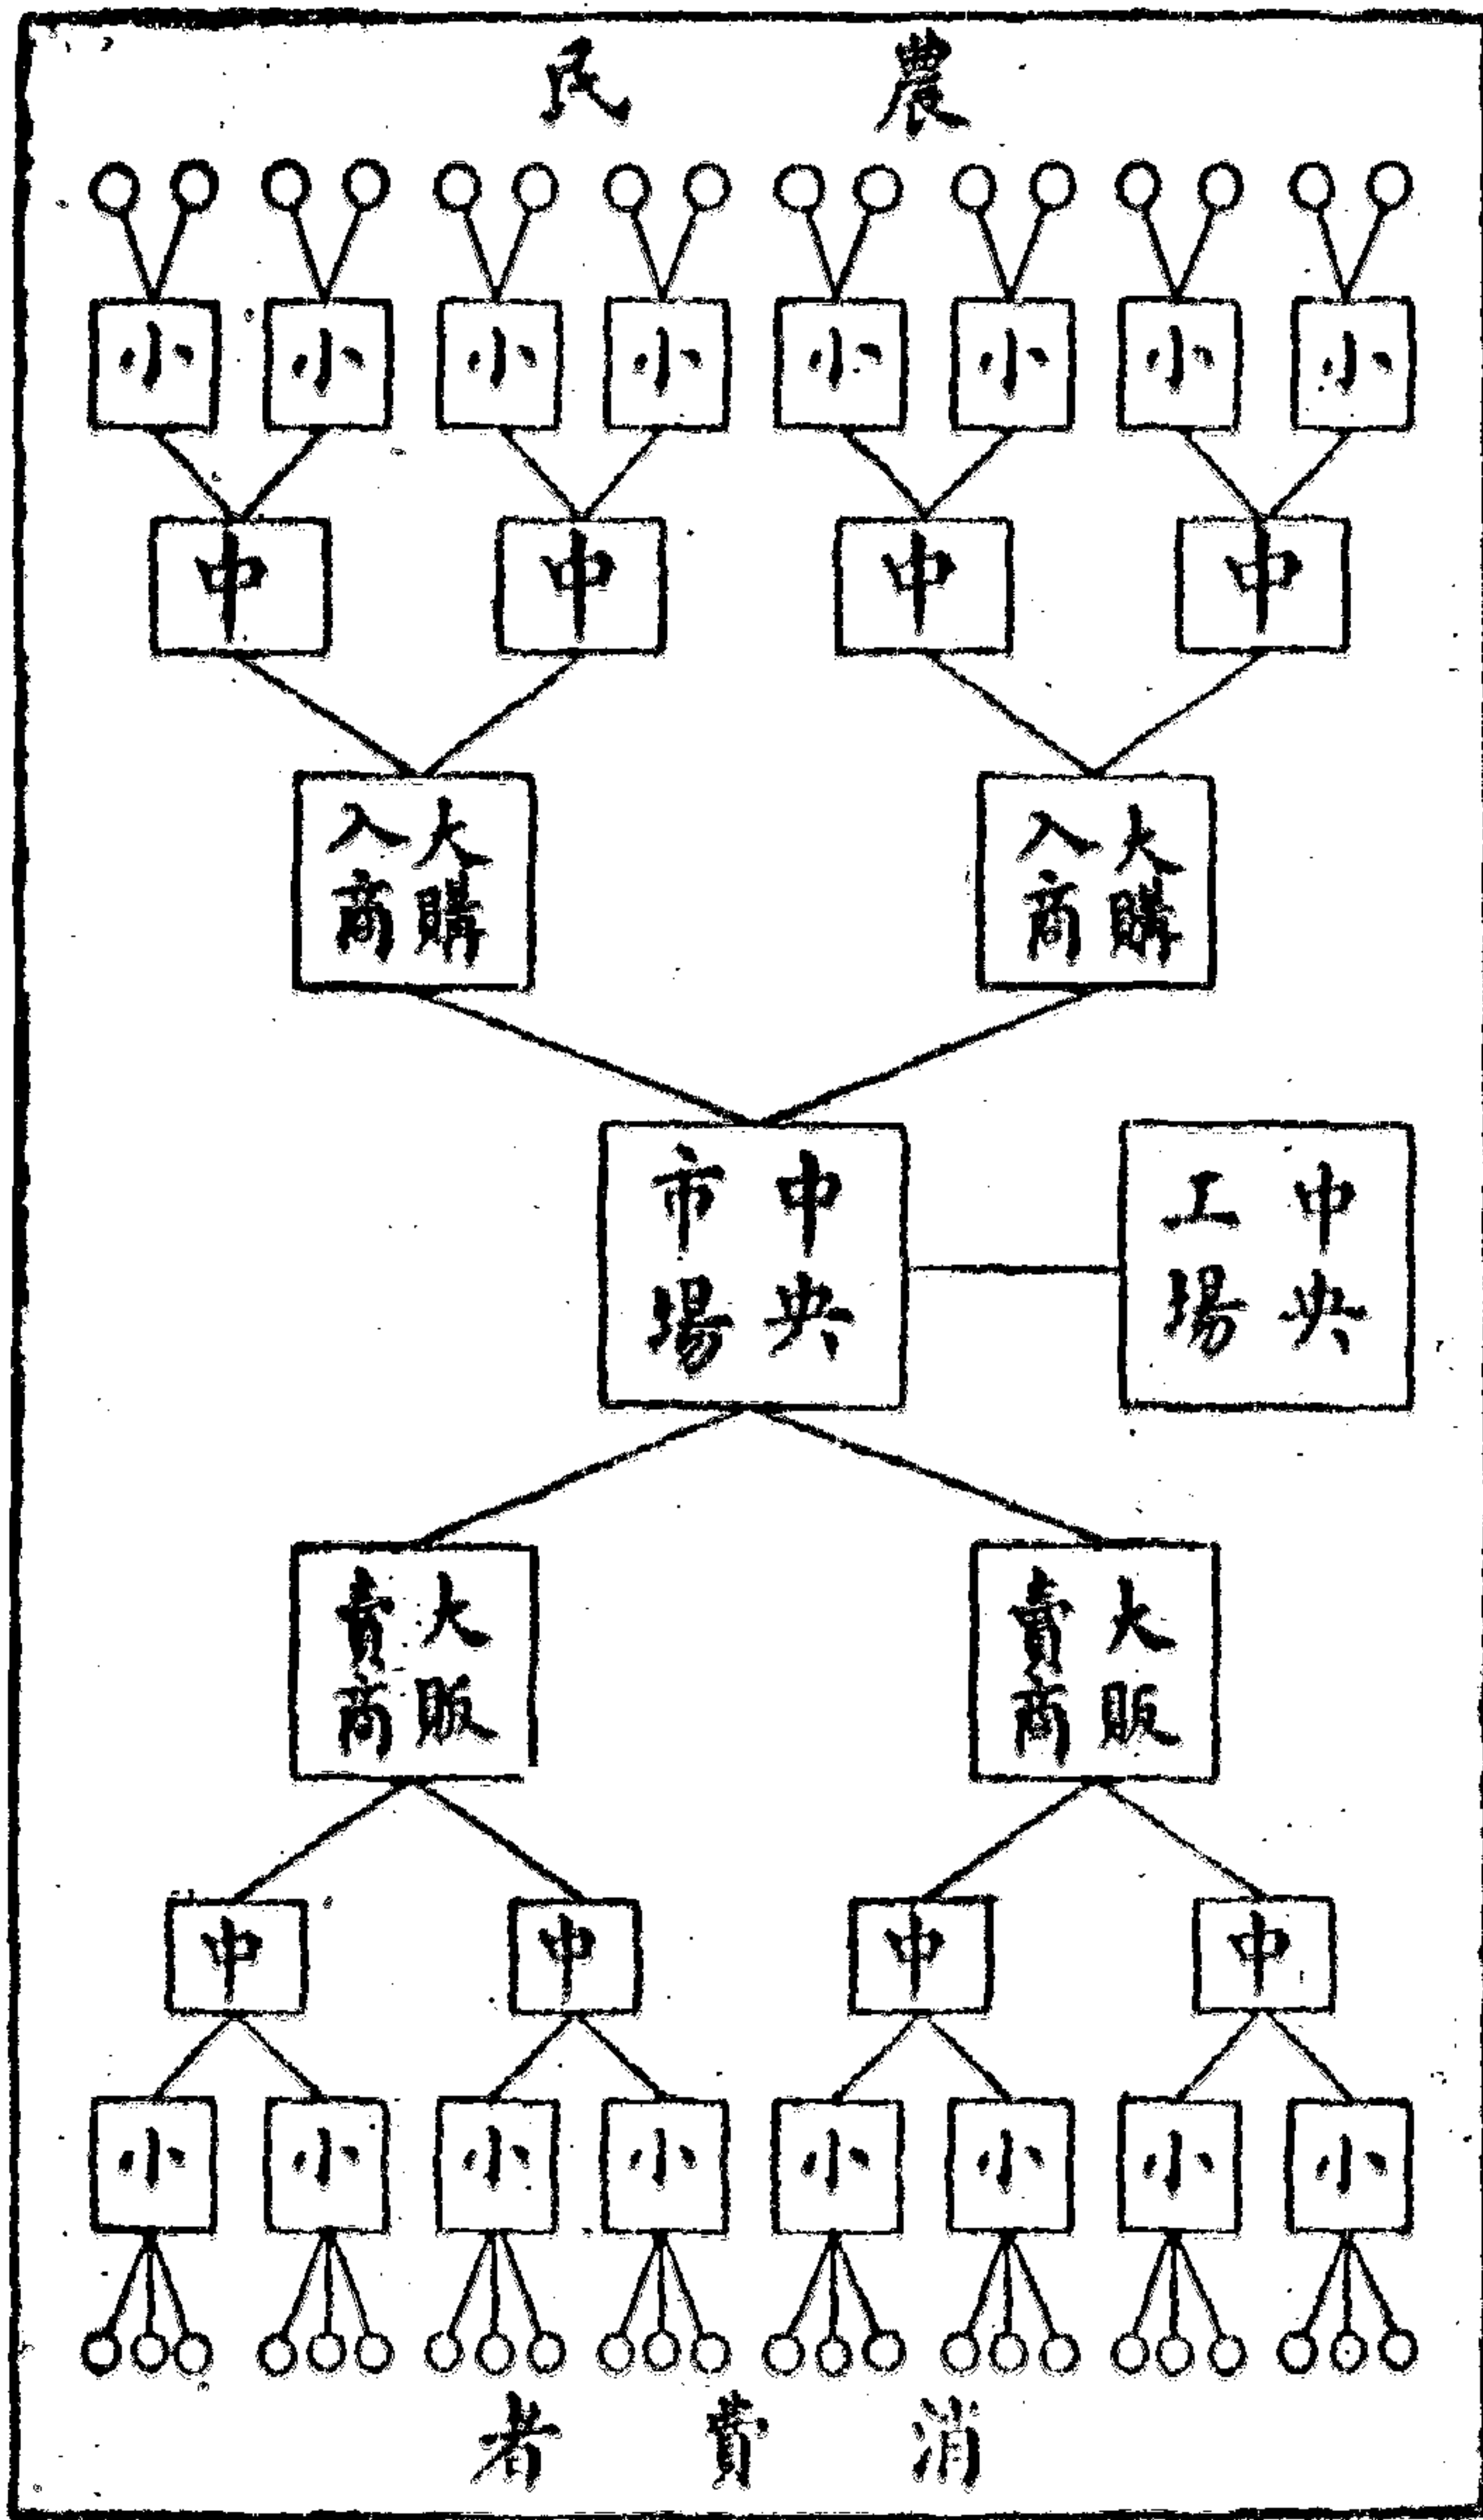 農民
小 小 小 小 小 小 小 小
中 中 中 中
大購
入商
大購
入商
中央
工場
中央
市場
大販
賣商
大販
賣商
中 中 中 中
小 小 小 小 小 小 小 小
消費者